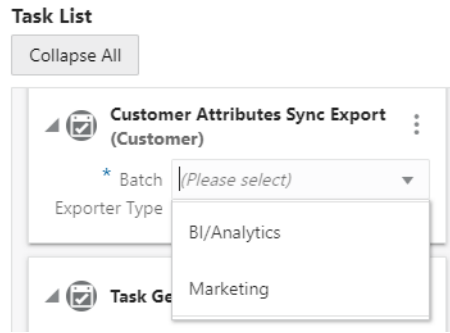 Task List
Collapse All
Customer Attributes Sync Export
(Customer)
* Batch (Please select)
Exporter Type
BI/Analytics
Marketing
Task Ge